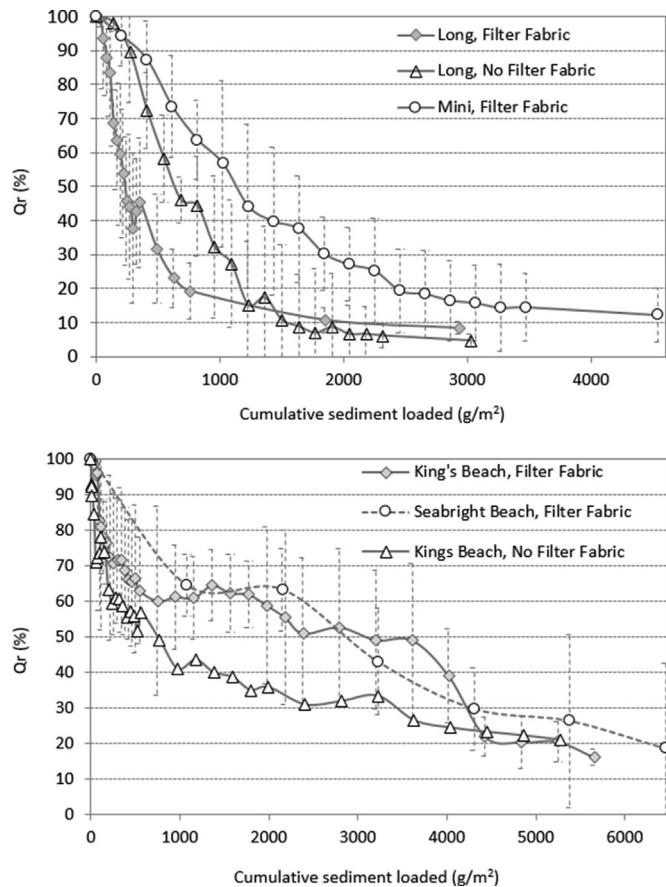 100
90
80
70
60
50
40
30
20
10
0
Qr (%)
Long, Filter Fabric
Long, No Filter Fabric
Mini, Filter Fabric
0 1000 2000 3000 4000
Cumulative sediment loaded (g/m²)
100
90
80
70
60
50
40
30
20
10
0
Qr (%)
King's Beach, Filter Fabric
Seabright Beach, Filter Fabric
Kings Beach, No Filter Fabric
0 1000 2000 3000 4000 5000 6000
Cumulative sediment loaded (g/m²)